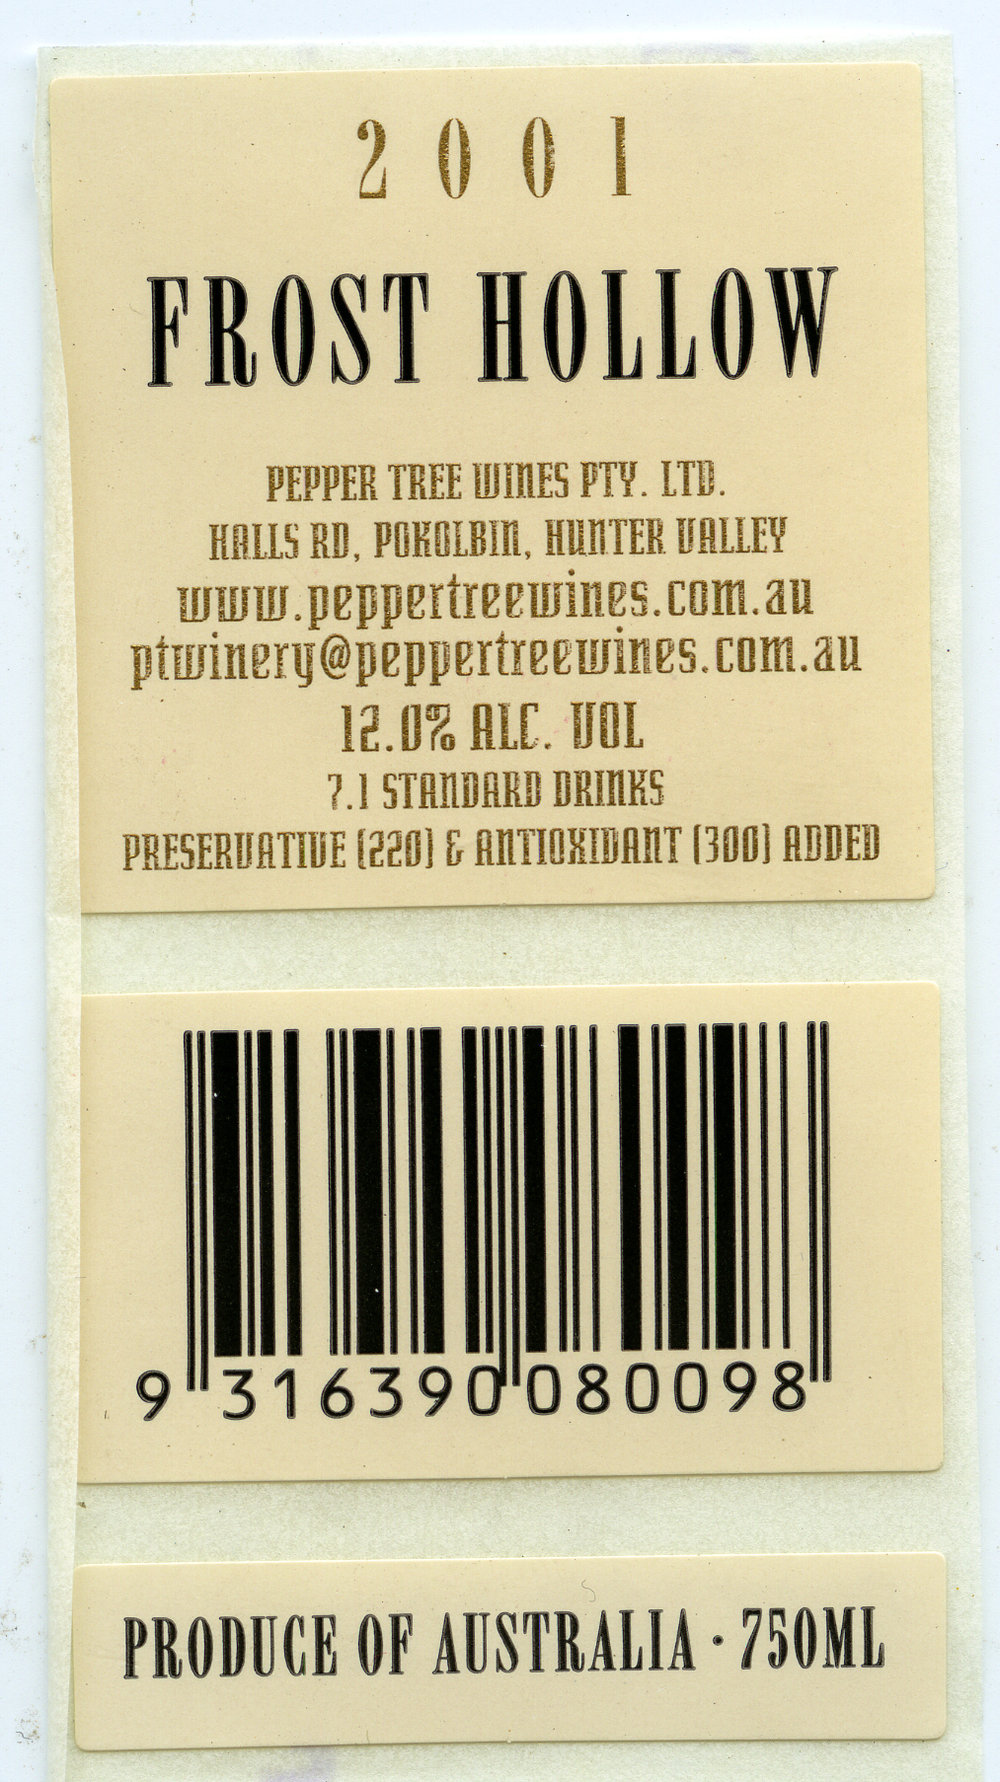 2001
FROST HOLLOW
PEPPER TREE WINES PTY. LTD.
HALLS RD, POKOLBIN, HUNTER VALLEY
www.peppertreewines.com.au
ptwinery@peppertreewines.com.au
12.0% ALC. VOL
7.1 STANDARD DRINKS
PRESERVATIVE (220) & ANTIOXIDANT (300) ADDED
9 316390 080098
PRODUCE OF AUSTRALIA · 750ML